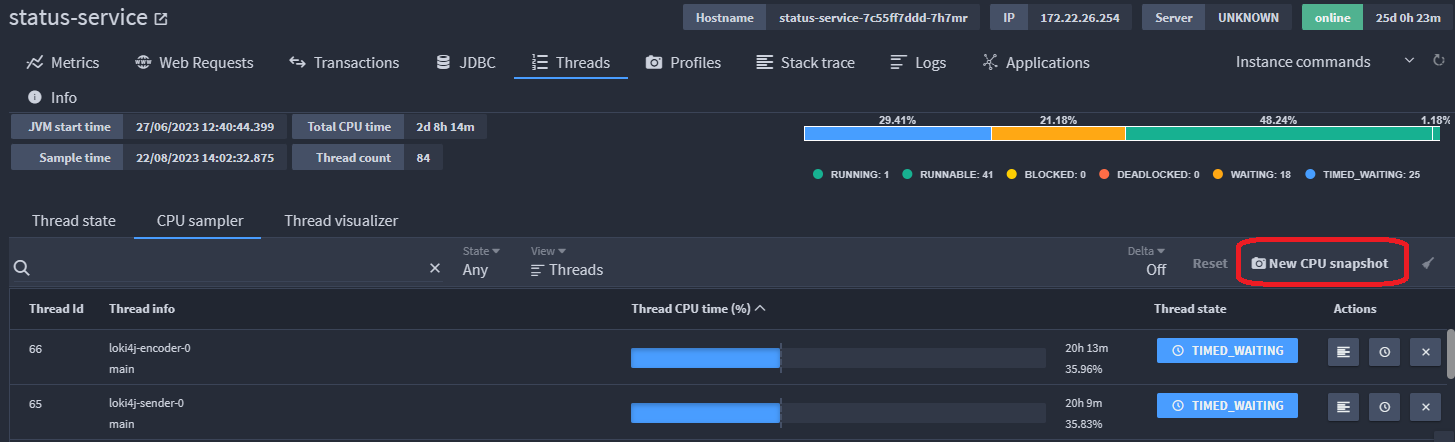 status-service
Hostname status-service-7c55ff7ddd-7h7mr IP 172.22.26.254 Server UNKNOWN online 25d 0h 23m
Metrics Web Requests Transactions JDBC Threads Profiles Stack trace Logs Applications Instance commands
Info
JVM start time 27/06/2023 12:40:44.399 Total CPU time 2d 8h 14m
29.41% 21.18% 48.24% 1.18%
Sample time 22/08/2023 14:02:32.875 Thread count 84
RUNNING: 1 RUNNABLE: 41 BLOCKED: 0 DEADLOCKED: 0 WAITING: 18 TIMED_WAITING: 25
Thread state CPU sampler Thread visualizer
State View Delta
Any Threads Off Reset New CPU snapshot
Thread Id Thread info Thread CPU time (%) Thread state Actions
66 loki4j-encoder-0 20h 13m TIMED_WAITING
main 35.96%
65 loki4j-sender-0 20h 9m TIMED_WAITING
main 35.83%